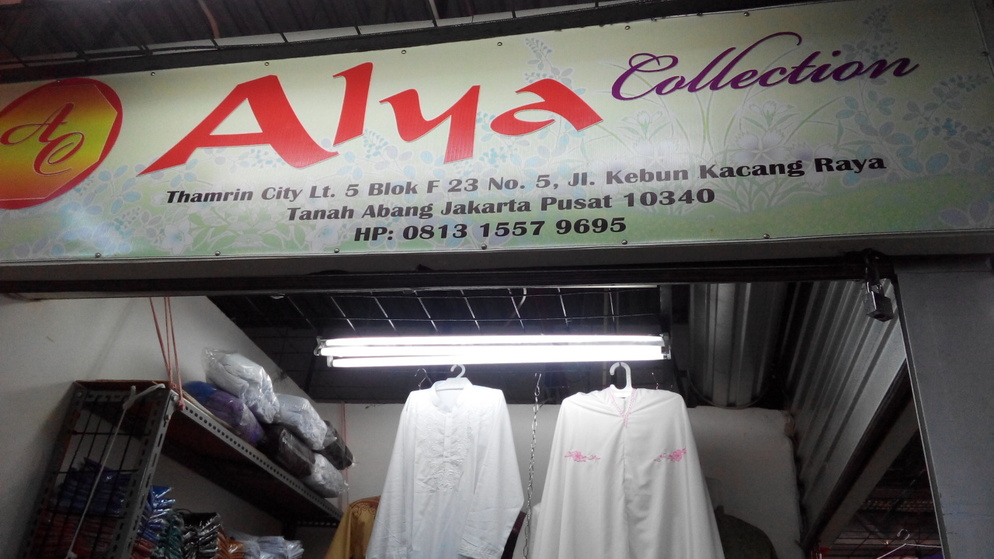 AC
Alya Collection
Thamrin City Lt. 5 Blok F 23 No. 5, Jl. Kebun Kacang Raya
Tanah Abang Jakarta Pusat 10340
HP: 0813 1557 9695